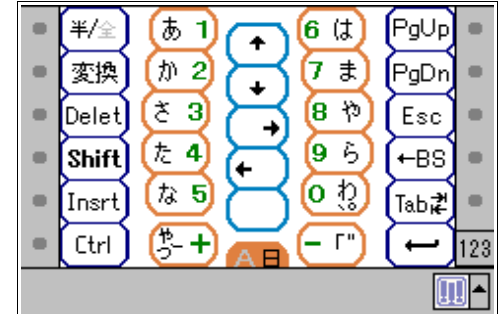 半/全 あ 1 ↑ 6 は PgUp
変換 か 2 ↓ 7 ま PgDn
Delet さ 3 → 8 や Esc
Shift た 4 ← 9 ら ←BS
Insrt な 5 0 わ Tab
Ctrl + A 日 - 「" 123